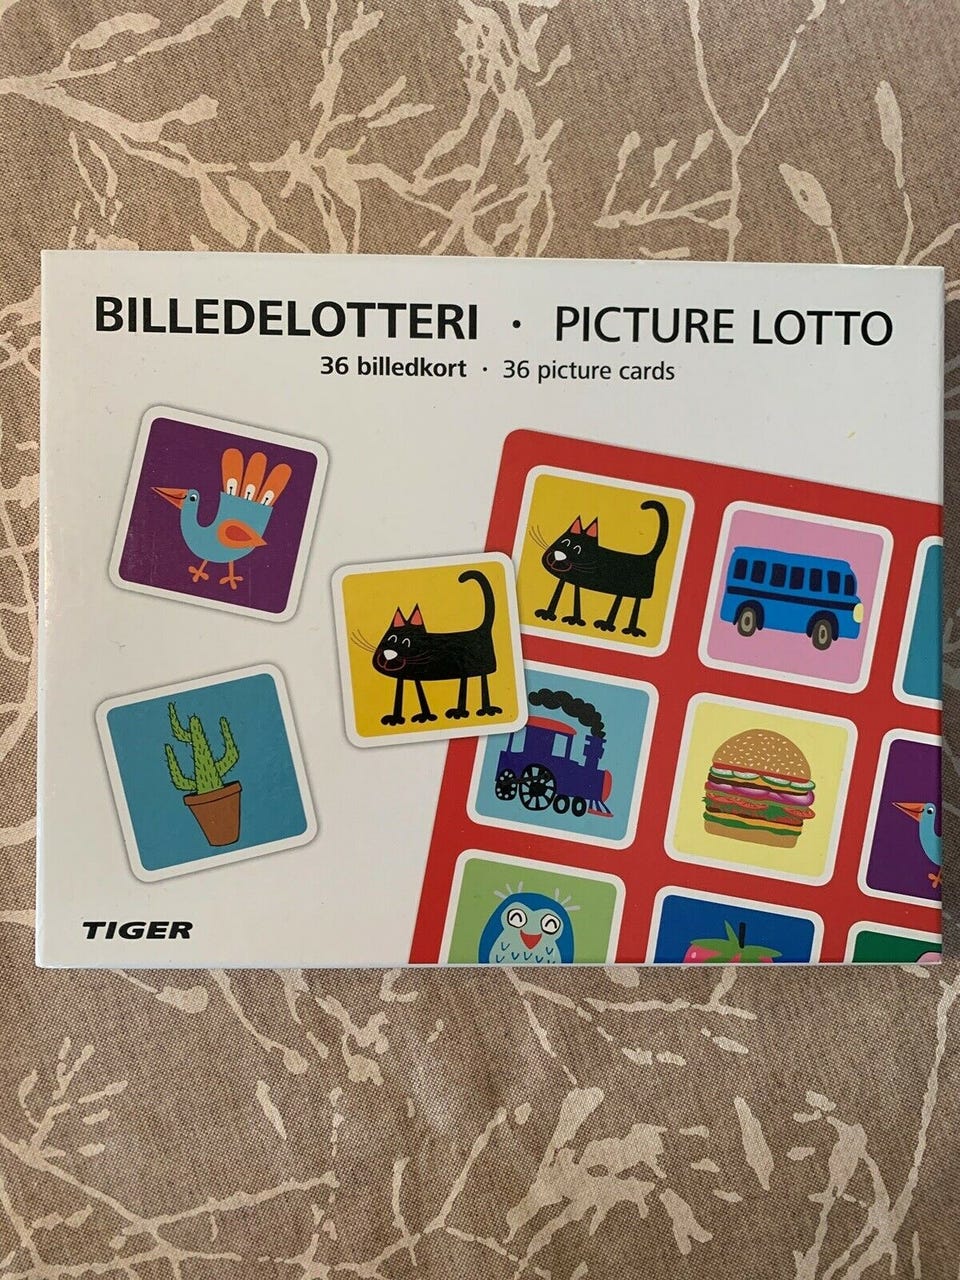 BILLEDELOTTERI · PICTURE LOTTO
36 billedkort · 36 picture cards
TIGER